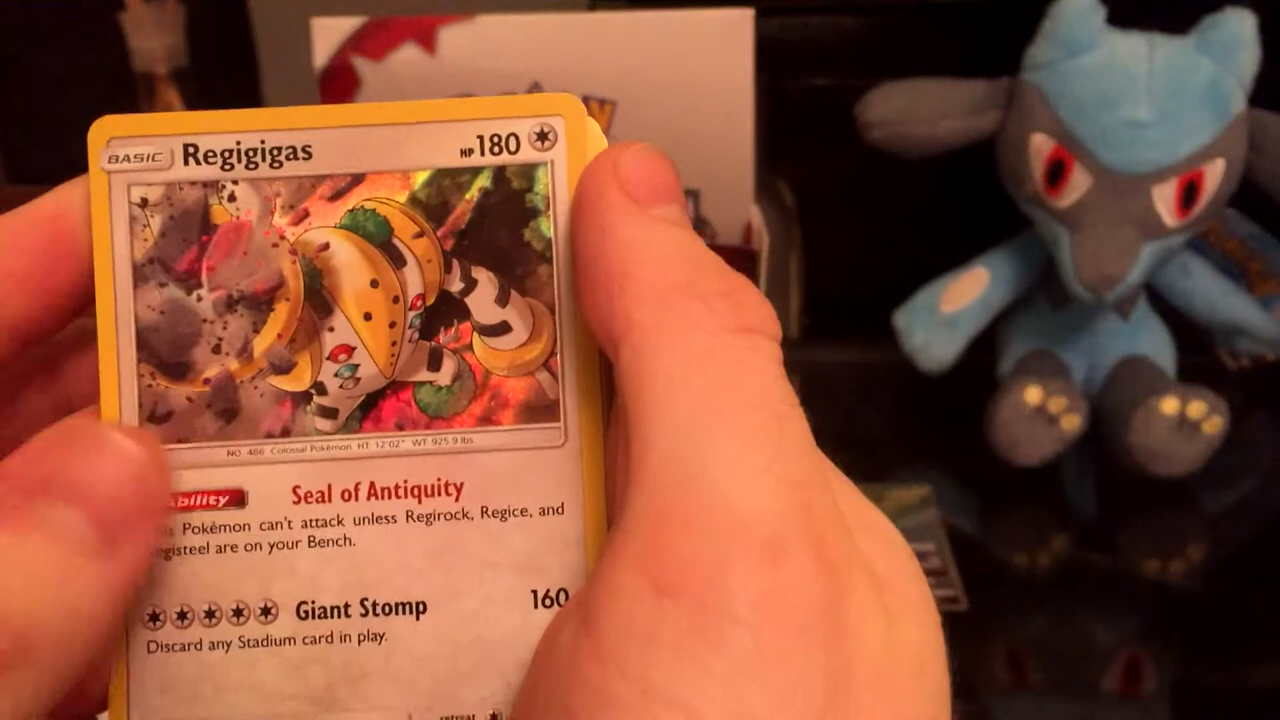 BASIC Regigigas HP 180
NO. 486 Colossal Pokémon HT: 12'02" WT: 925.9 lbs.
Ability Seal of Antiquity
Pokémon can't attack unless Regirock, Regice, and
Registeel are on your Bench.
Giant Stomp 160
Discard any Stadium card in play.
retreat